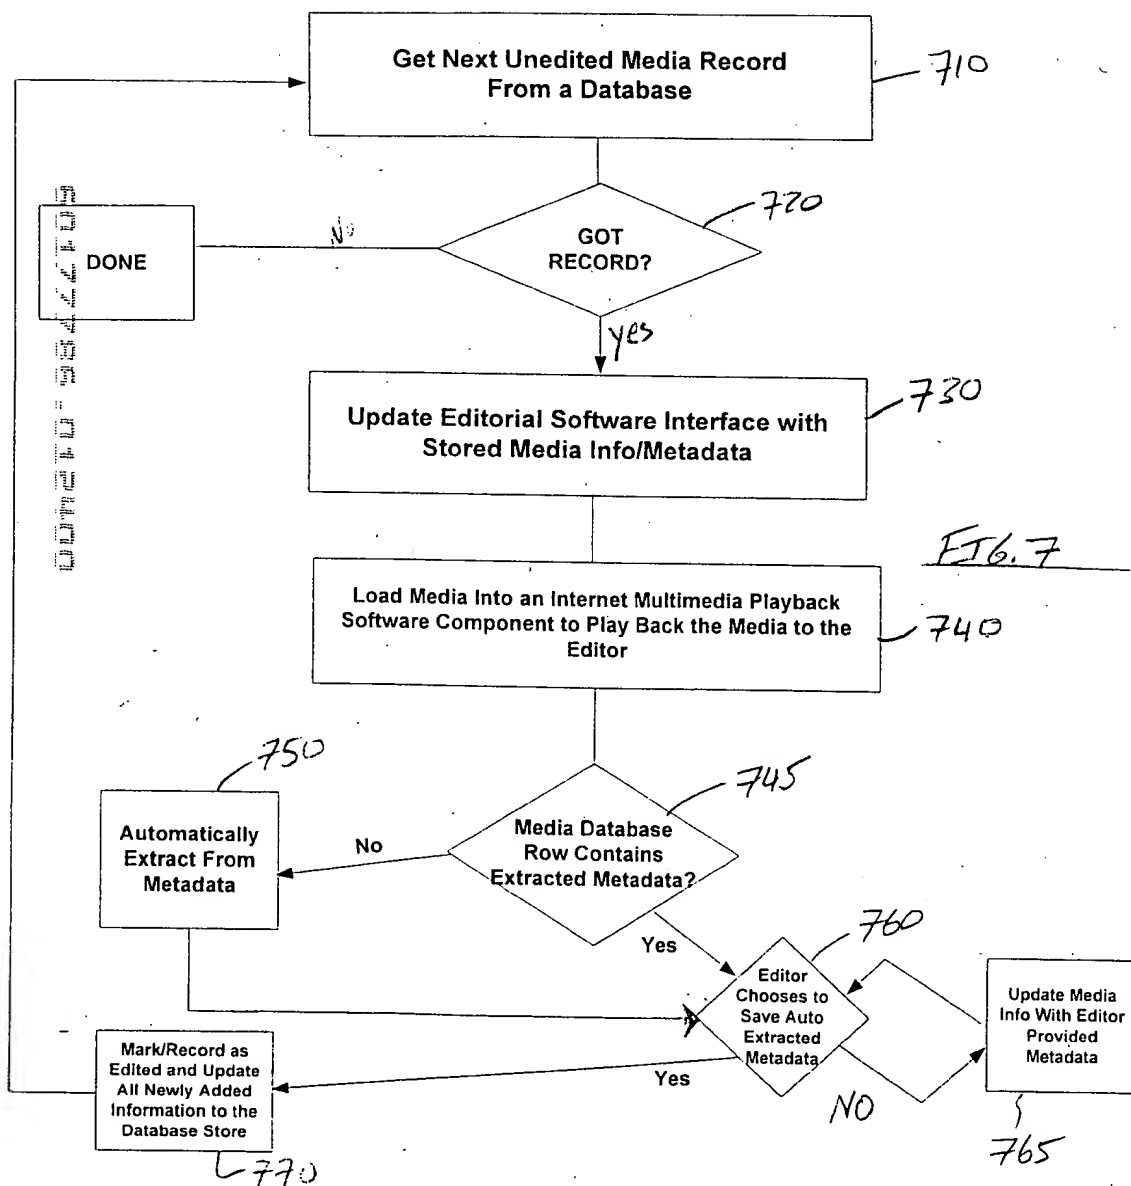 Get Next Unedited Media Record
From a Database
710
720
No
GOT
RECORD?
DONE
yes
730
Update Editorial Software Interface with
Stored Media Info/Metadata
FIG. 7
Load Media Into an Internet Multimedia Playback
Software Component to Play Back the Media to the
Editor
740
750
745
Automatically
Extract From
Metadata
No
Media Database
Row Contains
Extracted Metadata?
Yes
760
Editor
Chooses to
Save Auto
Extracted
Metadata
Update Media
Info With Editor
Provided
Metadata
Mark/Record as
Edited and Update
All Newly Added
Information to the
Database Store
Yes
NO
765
770
60177786.012400